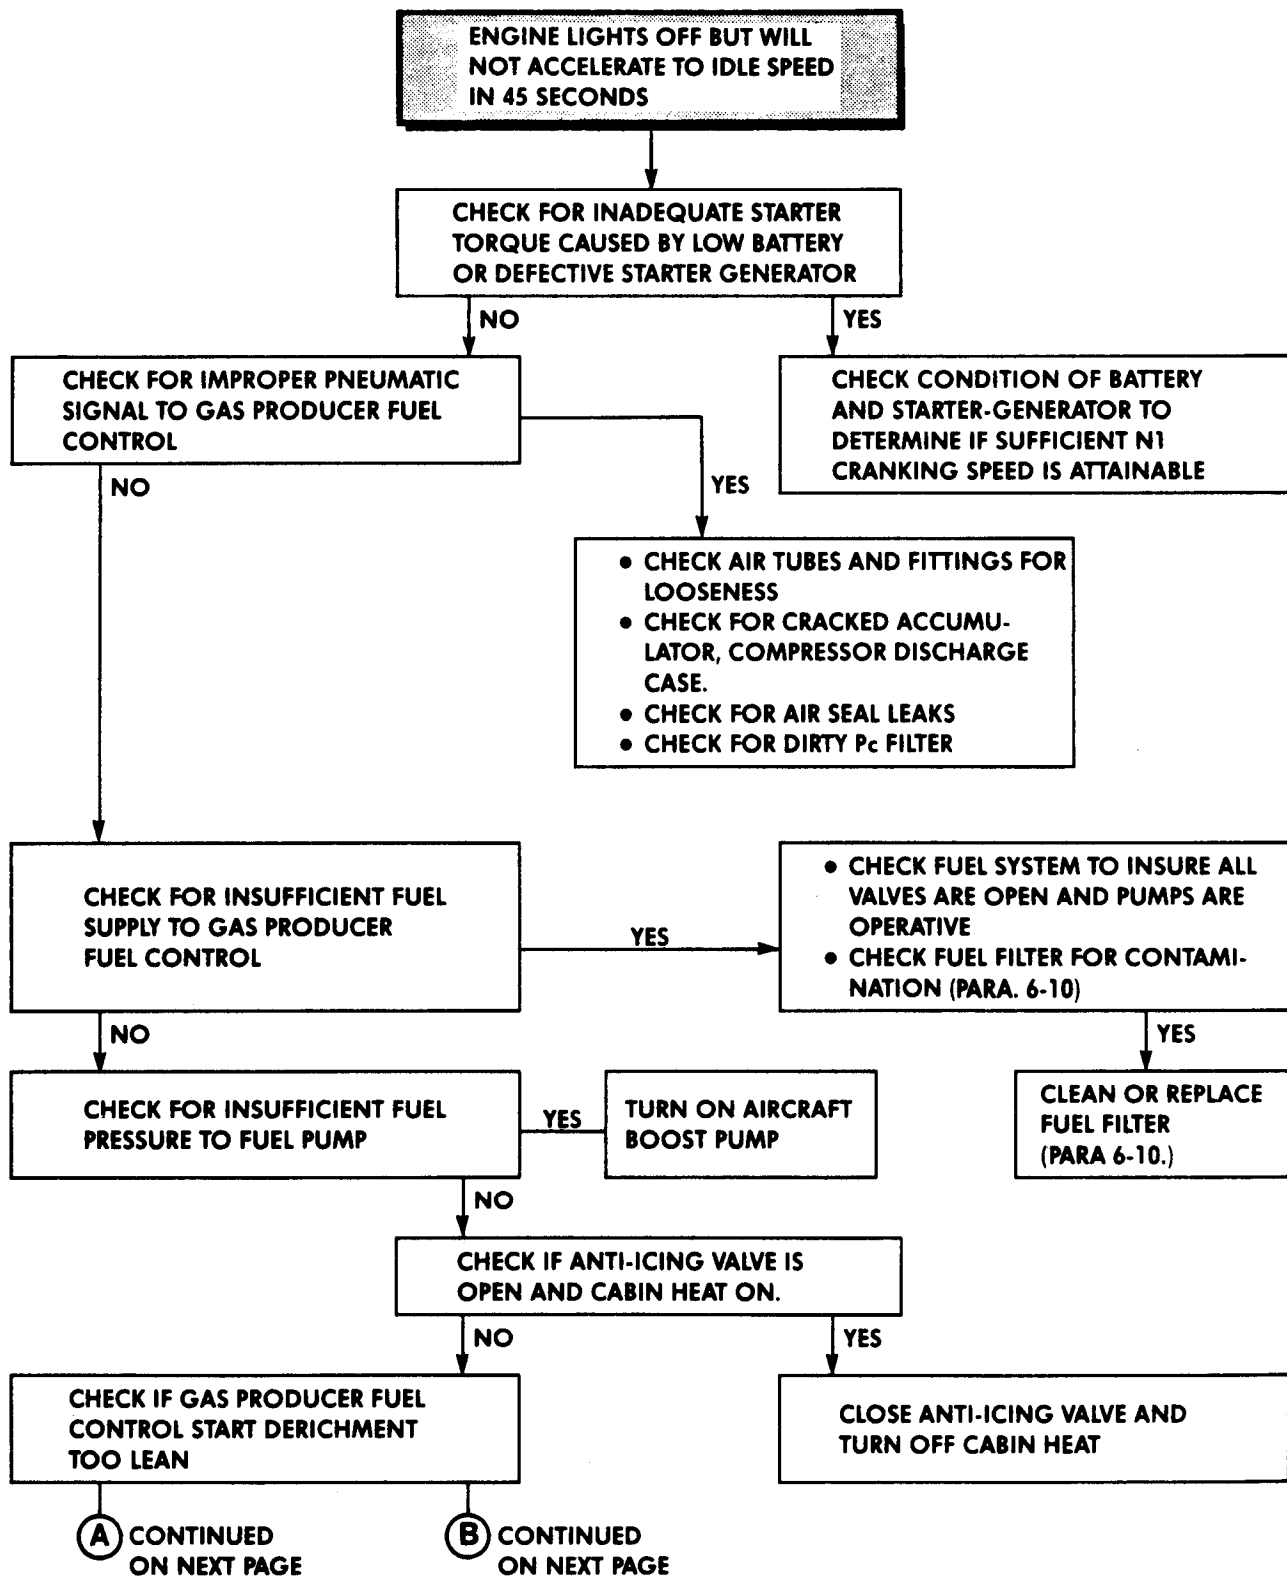 ENGINE LIGHTS OFF BUT WILL
NOT ACCELERATE TO IDLE SPEED
IN 45 SECONDS
CHECK FOR INADEQUATE STARTER
TORQUE CAUSED BY LOW BATTERY
OR DEFECTIVE STARTER GENERATOR
NO
YES
CHECK FOR IMPROPER PNEUMATIC
SIGNAL TO GAS PRODUCER FUEL
CONTROL
CHECK CONDITION OF BATTERY
AND STARTER-GENERATOR TO
DETERMINE IF SUFFICIENT N1
CRANKING SPEED IS ATTAINABLE
NO
YES
• CHECK AIR TUBES AND FITTINGS FOR
LOOSENESS
• CHECK FOR CRACKED ACCUMU-
LATOR, COMPRESSOR DISCHARGE
CASE.
• CHECK FOR AIR SEAL LEAKS
• CHECK FOR DIRTY Pc FILTER
CHECK FOR INSUFFICIENT FUEL
SUPPLY TO GAS PRODUCER
FUEL CONTROL
YES
• CHECK FUEL SYSTEM TO INSURE ALL
VALVES ARE OPEN AND PUMPS ARE
OPERATIVE
• CHECK FUEL FILTER FOR CONTAMI-
NATION (PARA. 6-10)
NO
YES
CHECK FOR INSUFFICIENT FUEL
PRESSURE TO FUEL PUMP
YES
TURN ON AIRCRAFT
BOOST PUMP
CLEAN OR REPLACE
FUEL FILTER
(PARA 6-10.)
NO
CHECK IF ANTI-ICING VALVE IS
OPEN AND CABIN HEAT ON.
NO
YES
CHECK IF GAS PRODUCER FUEL
CONTROL START DERICHMENT
TOO LEAN
CLOSE ANTI-ICING VALVE AND
TURN OFF CABIN HEAT
A CONTINUED
ON NEXT PAGE
B CONTINUED
ON NEXT PAGE